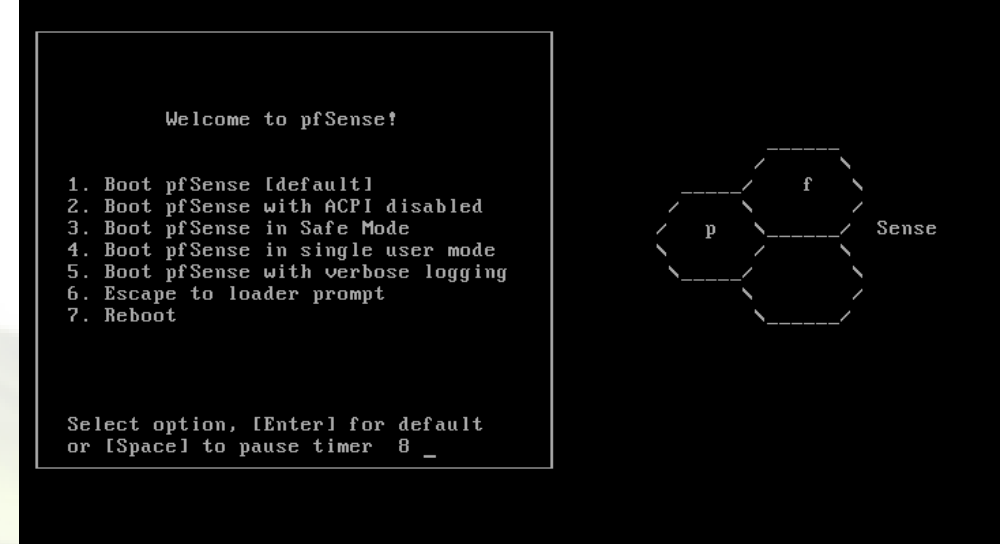 Welcome to pfSense!
1. Boot pfSense [default]
2. Boot pfSense with ACPI disabled
3. Boot pfSense in Safe Mode
4. Boot pfSense in single user mode
5. Boot pfSense with verbose logging
6. Escape to loader prompt
7. Reboot
Select option, [Enter] for default
or [Space] to pause timer 8 _
f
p
Sense